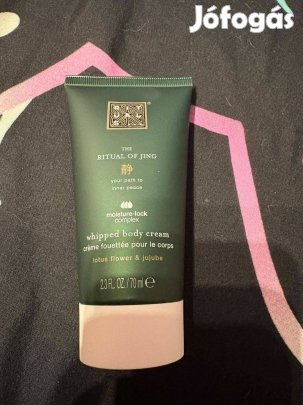 Jófogás
THE
RITUAL OF JING
静
your path to
inner peace
moisture-lock
complex
whipped body cream
crème fouettée pour le corps
lotus flower & jujube
2.3 FL. OZ. / 70 ml ℮